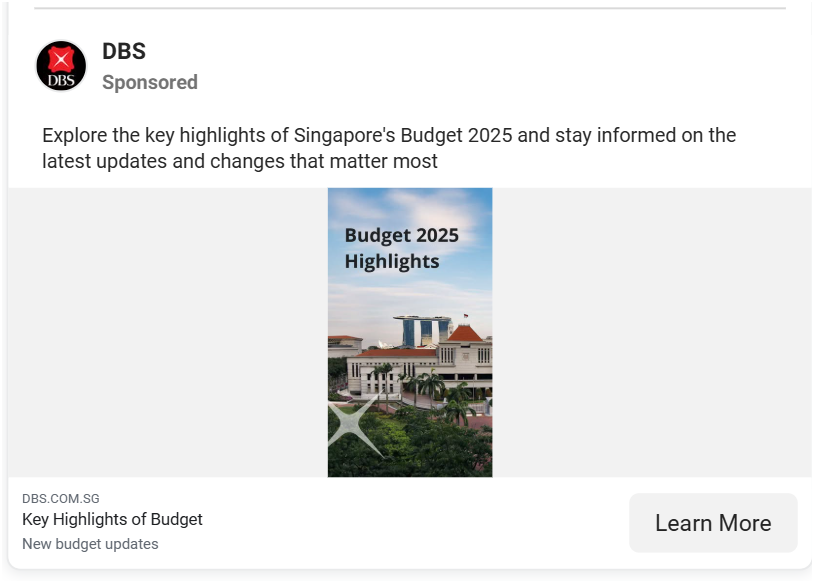 DBS
DBS
Sponsored
Explore the key highlights of Singapore's Budget 2025 and stay informed on the
latest updates and changes that matter most
Budget 2025
Highlights
DBS.COM.SG
Key Highlights of Budget
New budget updates
Learn More